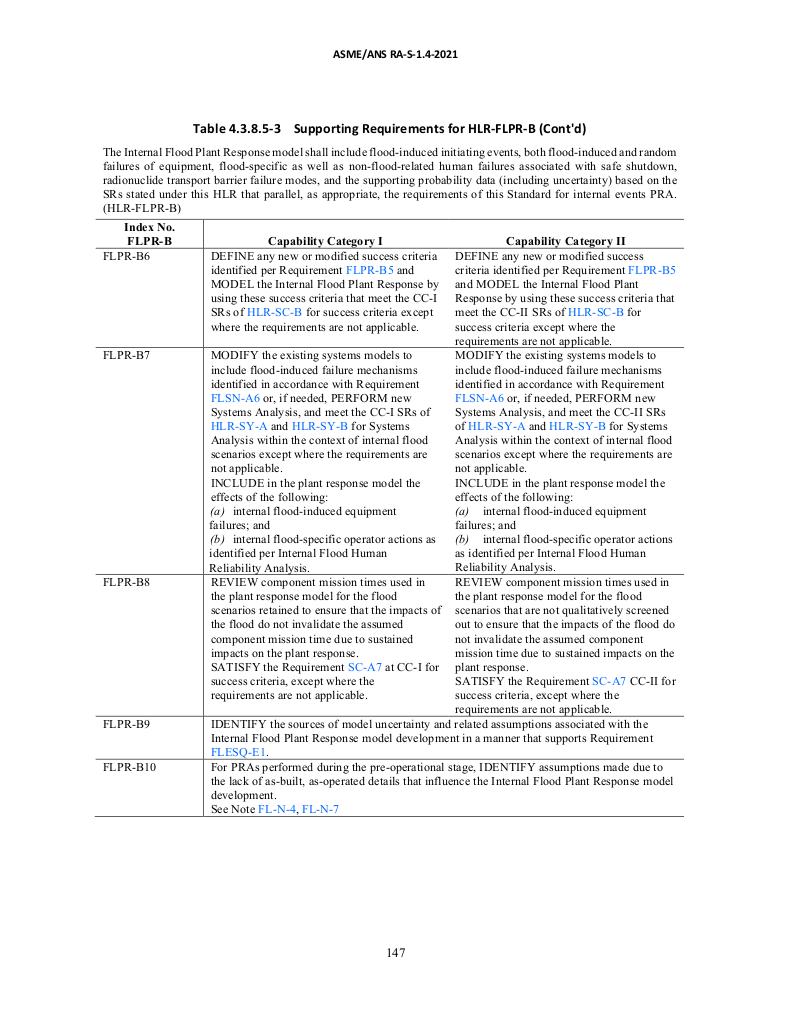 ASME/ANS RA-S-1.4-2021
Table 4.3.8.5-3    Supporting Requirements for HLR-FLPR-B (Cont'd)
The Internal Flood Plant Response model shall include flood-induced initiating events, both flood-induced and random
failures of equipment, flood-specific as well as non-flood-related human failures associated with safe shutdown,
radionuclide transport barrier failure modes, and the supporting probability data (including uncertainty) based on the
SRs stated under this HLR that parallel, as appropriate, the requirements of this Standard for internal events PRA.
(HLR-FLPR-B)
Index No.
FLPR-B
Capability Category I
Capability Category II
FLPR-B6
DEFINE any new or modified success criteria
identified per Requirement FLPR-B5 and
MODEL the Internal Flood Plant Response by
using these success criteria that meet the CC-I
SRs of HLR-SC-B for success criteria except
where the requirements are not applicable.
DEFINE any new or modified success
criteria identified per Requirement FLPR-B5
and MODEL the Internal Flood Plant
Response by using these success criteria that
meet the CC-II SRs of HLR-SC-B for
success criteria except where the
requirements are not applicable.
FLPR-B7
MODIFY the existing systems models to
include flood-induced failure mechanisms
identified in accordance with Requirement
FLSN-A6 or, if needed, PERFORM new
Systems Analysis, and meet the CC-I SRs of
HLR-SY-A and HLR-SY-B for Systems
Analysis within the context of internal flood
scenarios except where the requirements are
not applicable.
INCLUDE in the plant response model the
effects of the following:
(a) internal flood-induced equipment
failures; and
(b) internal flood-specific operator actions as
identified per Internal Flood Human
Reliability Analysis.
MODIFY the existing systems models to
include flood-induced failure mechanisms
identified in accordance with Requirement
FLSN-A6 or, if needed, PERFORM new
Systems Analysis, and meet the CC-II SRs
of HLR-SY-A and HLR-SY-B for Systems
Analysis within the context of internal flood
scenarios except where the requirements are
not applicable.
INCLUDE in the plant response model the
effects of the following:
(a) internal flood-induced equipment
failures; and
(b) internal flood-specific operator actions
as identified per Internal Flood Human
Reliability Analysis.
FLPR-B8
REVIEW component mission times used in
the plant response model for the flood
scenarios retained to ensure that the impacts of
the flood do not invalidate the assumed
component mission time due to sustained
impacts on the plant response.
SATISFY the Requirement SC-A7 at CC-I for
success criteria, except where the
requirements are not applicable.
REVIEW component mission times used in
the plant response model for the flood
scenarios that are not qualitatively screened
out to ensure that the impacts of the flood do
not invalidate the assumed component
mission time due to sustained impacts on the
plant response.
SATISFY the Requirement SC-A7 CC-II for
success criteria, except where the
requirements are not applicable.
FLPR-B9
IDENTIFY the sources of model uncertainty and related assumptions associated with the
Internal Flood Plant Response model development in a manner that supports Requirement
FLESQ-E1.
FLPR-B10
For PRAs performed during the pre-operational stage, IDENTIFY assumptions made due to
the lack of as-built, as-operated details that influence the Internal Flood Plant Response model
development.
See Note FL-N-4, FL-N-7
147